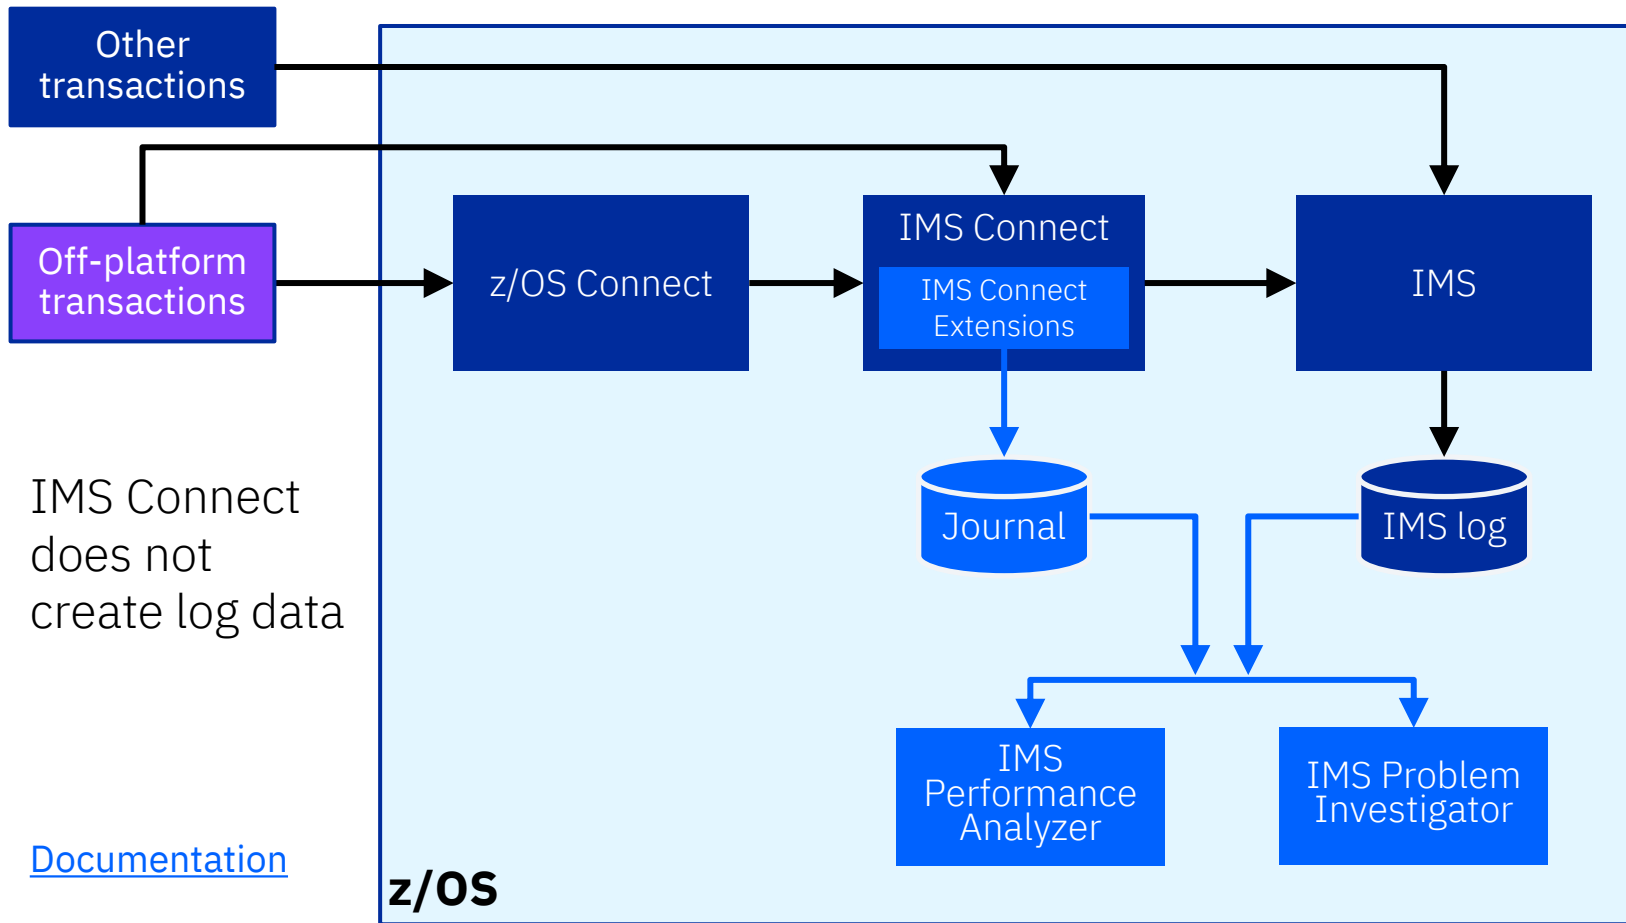 Other
transactions
Off-platform
transactions
z/OS Connect
IMS Connect
IMS Connect
Extensions
IMS
Journal
IMS log
IMS Connect
does not
create log data
IMS
Performance
Analyzer
IMS Problem
Investigator
Documentation
z/OS